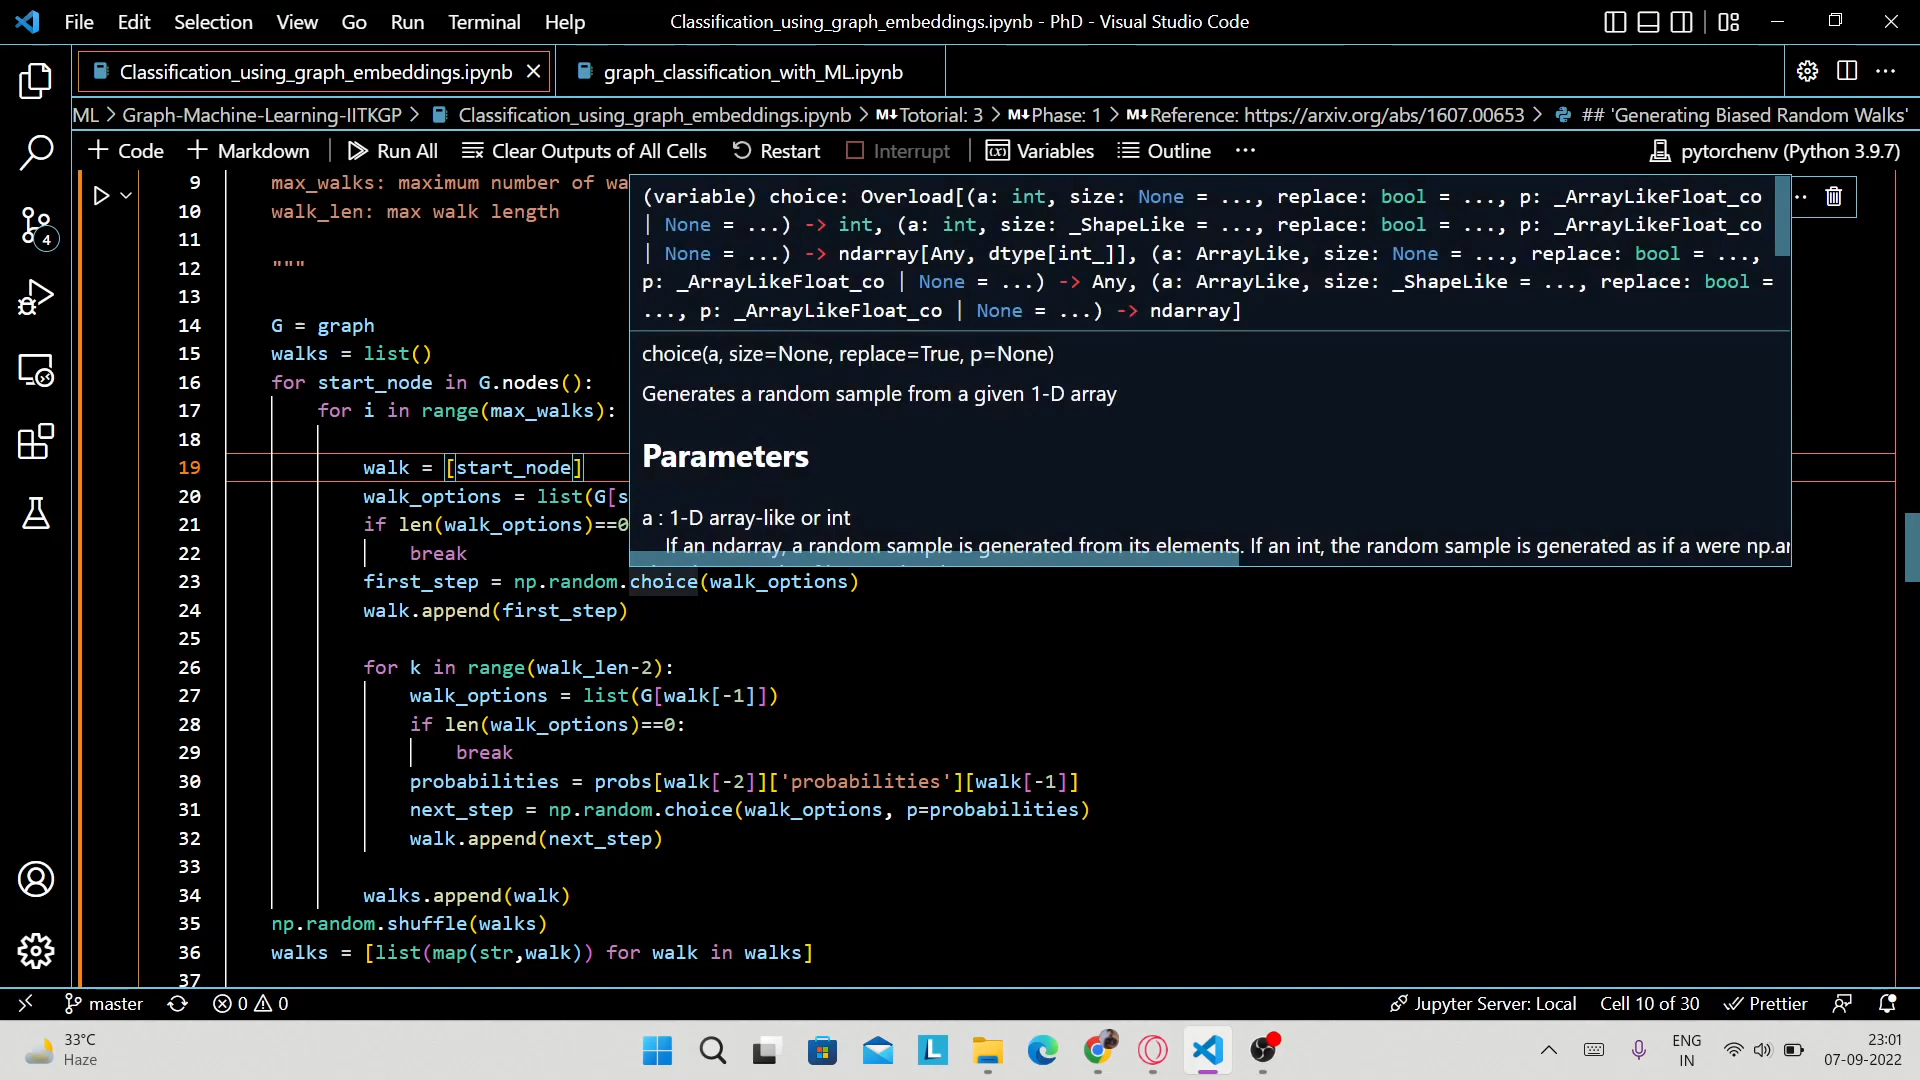 File Edit Selection View Go Run Terminal Help Classification_using_graph_embeddings.ipynb - PhD - Visual Studio Code
Classification_using_graph_embeddings.ipynb graph_classification_with_ML.ipynb
ML > Graph-Machine-Learning-IITKGP > Classification_using_graph_embeddings.ipynb > M↓Totorial: 3 > M↓Phase: 1 > M↓Reference: https://arxiv.org/abs/1607.00653 > ## 'Generating Biased Random Walks'
+ Code + Markdown Run All Clear Outputs of All Cells Restart Interrupt Variables Outline ... pytorchenv (Python 3.9.7)
9 max_walks: maximum number of wa
10 walk_len: max walk length
11
12 """
13
14 G = graph
15 walks = list()
16 for start_node in G.nodes():
17 for i in range(max_walks):
18
19 walk = [start_node]
20 walk_options = list(G[s
21 if len(walk_options)==0
22 break
23 first_step = np.random.choice(walk_options)
24 walk.append(first_step)
25
26 for k in range(walk_len-2):
27 walk_options = list(G[walk[-1]])
28 if len(walk_options)==0:
29 break
30 probabilities = probs[walk[-2]]['probabilities'][walk[-1]]
31 next_step = np.random.choice(walk_options, p=probabilities)
32 walk.append(next_step)
33
34 walks.append(walk)
35 np.random.shuffle(walks)
36 walks = [list(map(str,walk)) for walk in walks]
37
(variable) choice: Overload[(a: int, size: None = ..., replace: bool = ..., p: _ArrayLikeFloat_co
| None = ...) -> int, (a: int, size: _ShapeLike = ..., replace: bool = ..., p: _ArrayLikeFloat_co
| None = ...) -> ndarray[Any, dtype[int_]], (a: ArrayLike, size: None = ..., replace: bool = ...,
p: _ArrayLikeFloat_co | None = ...) -> Any, (a: ArrayLike, size: _ShapeLike = ..., replace: bool =
..., p: _ArrayLikeFloat_co | None = ...) -> ndarray]
choice(a, size=None, replace=True, p=None)
Generates a random sample from a given 1-D array
Parameters
a : 1-D array-like or int
If an ndarray, a random sample is generated from its elements. If an int, the random sample is generated as if a were np.ar
4
master 0 0 Jupyter Server: Local Cell 10 of 30 Prettier
33°C
Haze
L
ENG
IN
23:01
07-09-2022